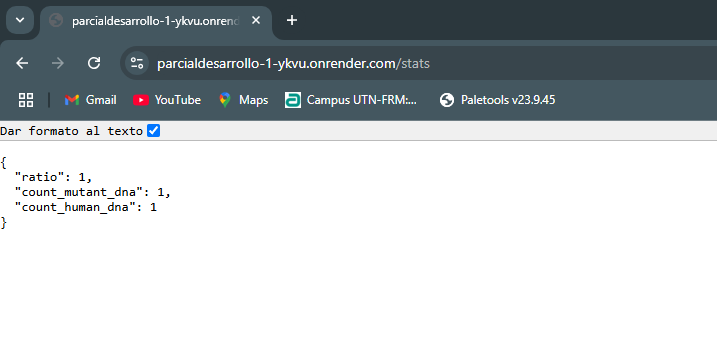 parcialdesarrollo-1-ykvu.onrend
parcialdesarrollo-1-ykvu.onrender.com/stats
Gmail YouTube Maps Campus UTN-FRM:... Paletools v23.9.45
Dar formato al texto
{
"ratio": 1,
"count_mutant_dna": 1,
"count_human_dna": 1
}